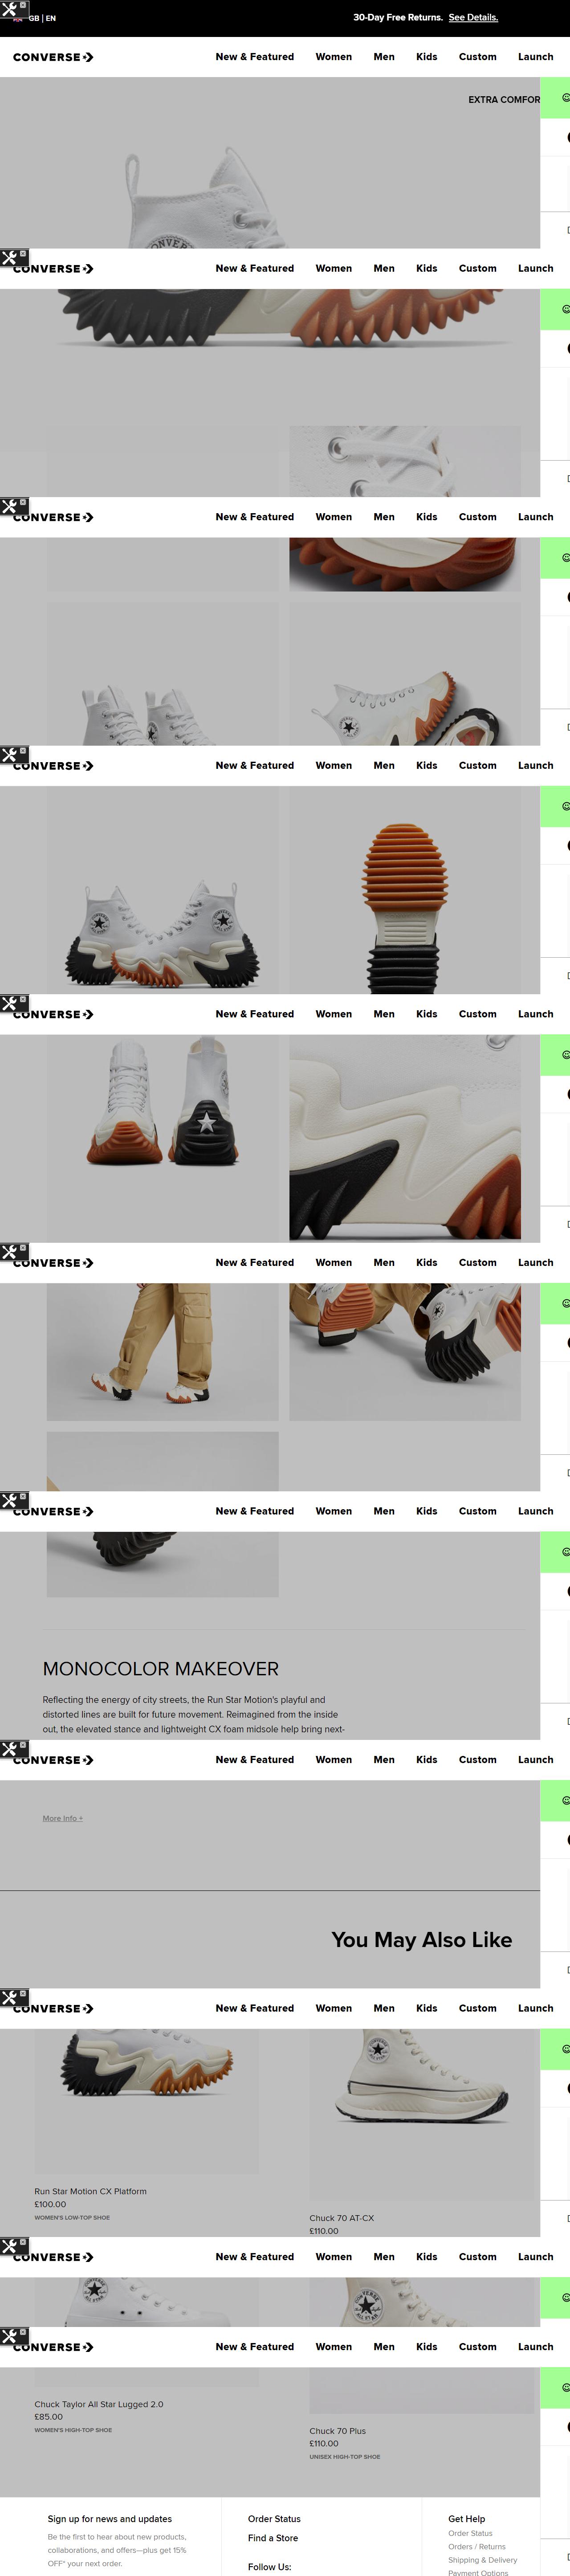 GB | EN
30-Day Free Returns. See Details.
CONVERSE
New & Featured Women Men Kids Custom Launch
EXTRA COMFOR
CONVERSE
New & Featured Women Men Kids Custom Launch
CONVERSE
New & Featured Women Men Kids Custom Launch
CONVERSE
New & Featured Women Men Kids Custom Launch
CONVERSE
New & Featured Women Men Kids Custom Launch
CONVERSE
New & Featured Women Men Kids Custom Launch
CONVERSE
New & Featured Women Men Kids Custom Launch
MONOCOLOR MAKEOVER
Reflecting the energy of city streets, the Run Star Motion's playful and
distorted lines are built for future movement. Reimagined from the inside
out, the elevated stance and lightweight CX foam midsole help bring next-
CONVERSE
New & Featured Women Men Kids Custom Launch
More Info +
You May Also Like
CONVERSE
New & Featured Women Men Kids Custom Launch
Run Star Motion CX Platform
£100.00
WOMEN'S LOW-TOP SHOE
Chuck 70 AT-CX
£110.00
CONVERSE
New & Featured Women Men Kids Custom Launch
CONVERSE
New & Featured Women Men Kids Custom Launch
Chuck Taylor All Star Lugged 2.0
£85.00
WOMEN'S HIGH-TOP SHOE
Chuck 70 Plus
£110.00
UNISEX HIGH-TOP SHOE
Sign up for news and updates
Be the first to hear about new products,
collaborations, and offers—plus get 15%
OFF* your next order.
Order Status
Find a Store
Follow Us:
Get Help
Order Status
Orders / Returns
Shipping & Delivery
Payment Options